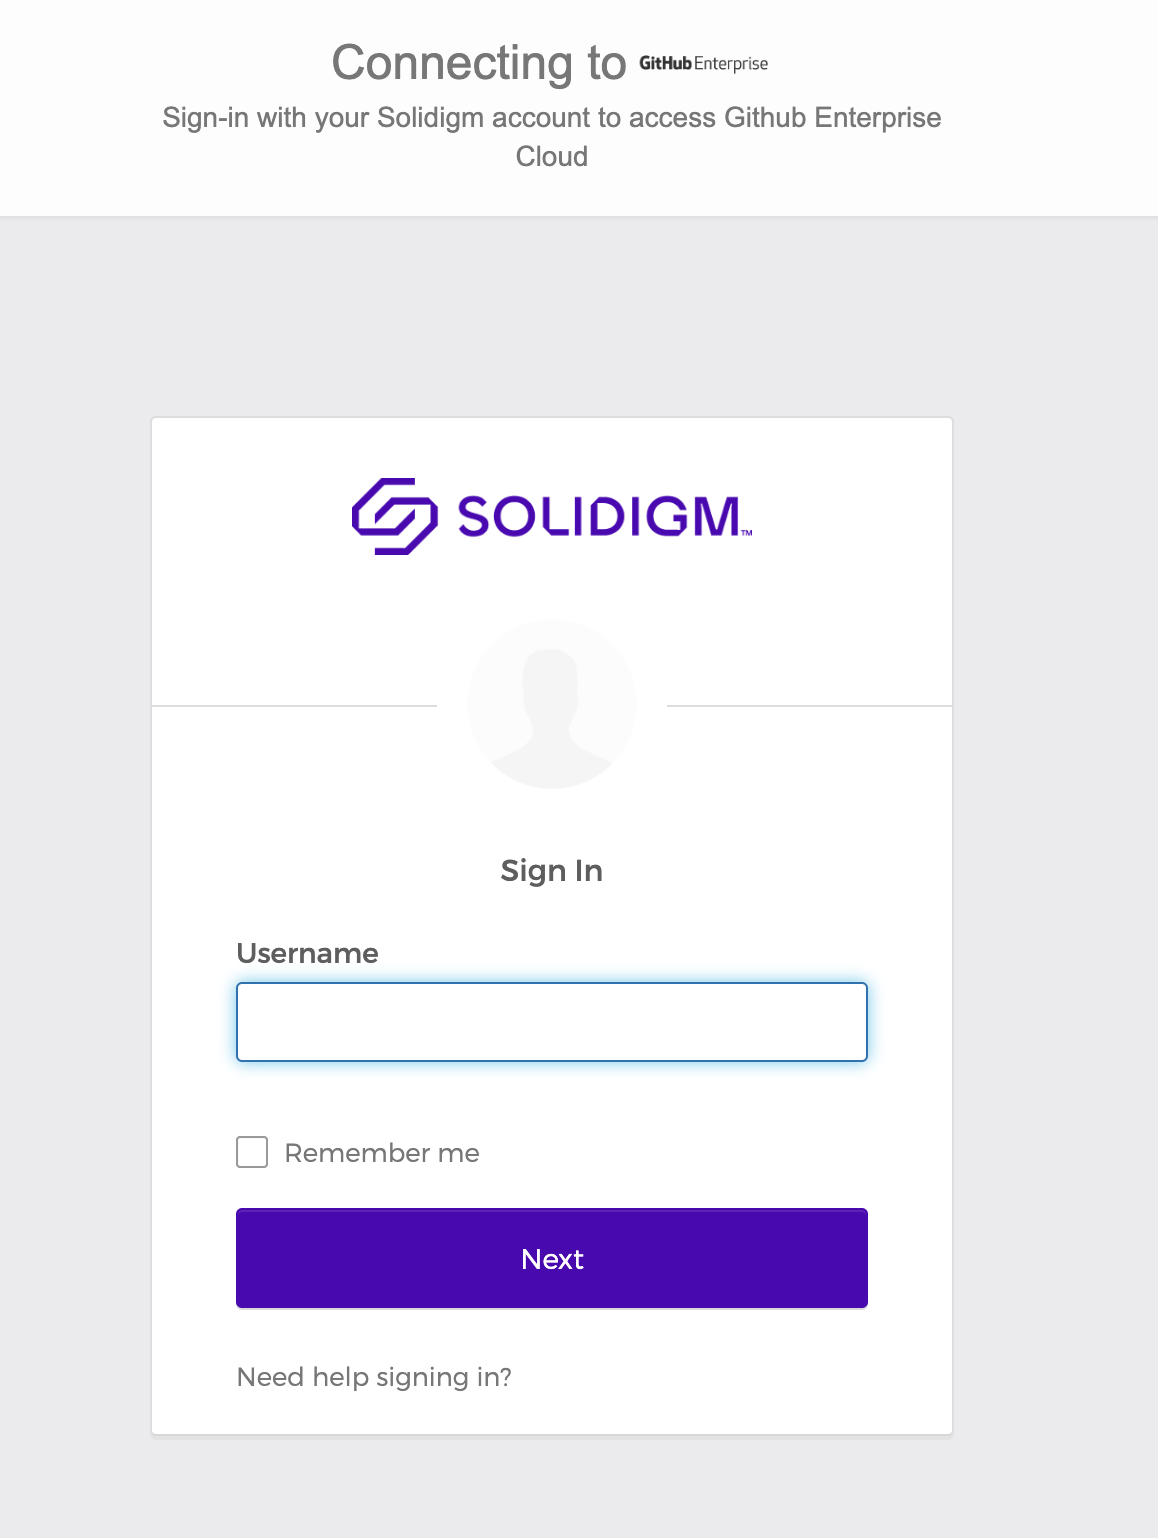 Connecting to GitHub Enterprise
Sign-in with your Solidigm account to access Github Enterprise
Cloud
SOLIDIGM™
Sign In
Username
Remember me
Next
Need help signing in?